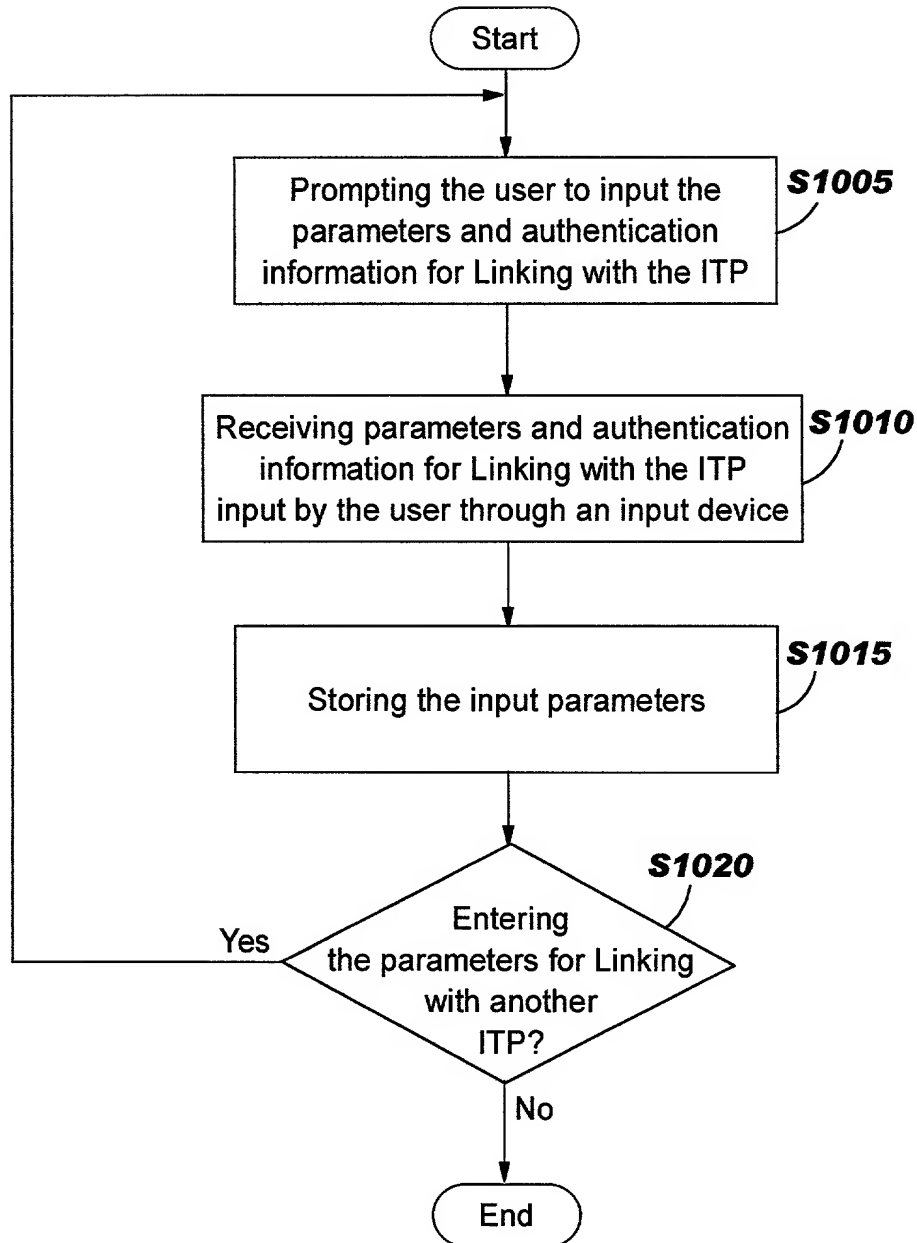 Start
S1005
Prompting the user to input the
parameters and authentication
information for Linking with the ITP
S1010
Receiving parameters and authentication
information for Linking with the ITP
input by the user through an input device
S1015
Storing the input parameters
S1020
Entering
the parameters for Linking
with another
ITP?
Yes
No
End